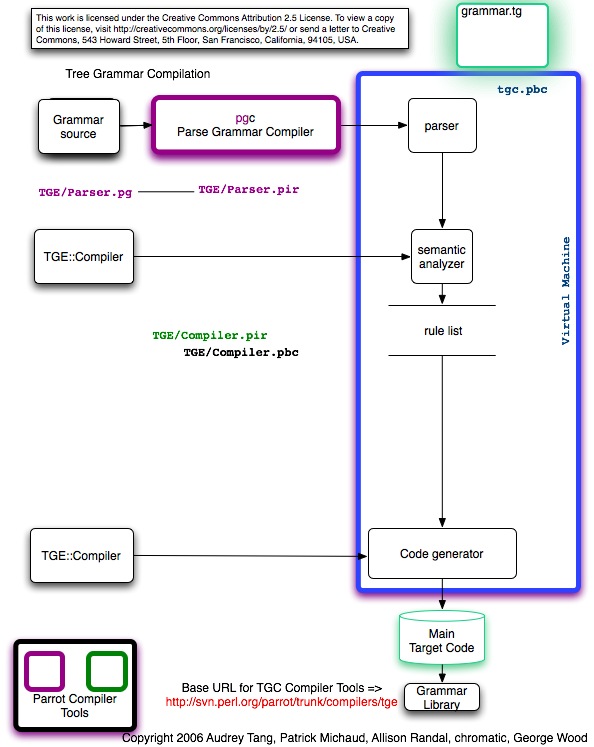 This work is licensed under the Creative Commons Attribution 2.5 License. To view a copy
of this license, visit http://creativecommons.org/licenses/by/2.5/ or send a letter to Creative
Commons, 543 Howard Street, 5th Floor, San Francisco, California, 94105, USA.
grammar.tg
Tree Grammar Compilation
tgc.pbc
Grammar
source
pgc
Parse Grammar Compiler
parser
TGE/Parser.pg
TGE/Parser.pir
TGE::Compiler
semantic
analyzer
Virtual Machine
rule list
TGE/Compiler.pir
TGE/Compiler.pbc
TGE::Compiler
Code generator
Main
Target Code
Parrot Compiler
Tools
Base URL for TGC Compiler Tools =>
http://svn.perl.org/parrot/trunk/compilers/tge
Grammar
Library
Copyright 2006 Audrey Tang, Patrick Michaud, Allison Randal, chromatic, George Wood